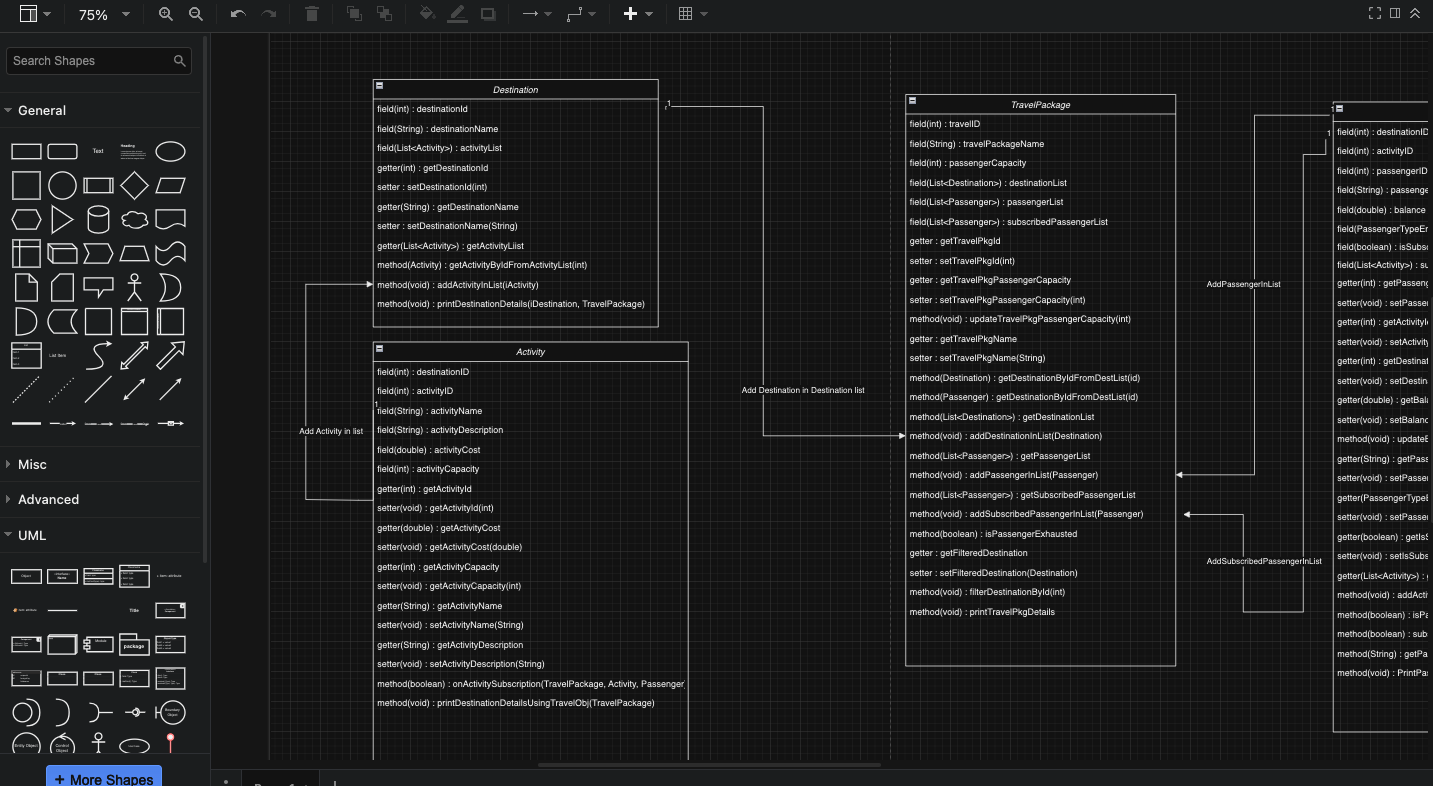 75%
Search Shapes
General
Text
Heading
List Item
Misc
Advanced
UML
Object
Name
Title
Module
package
Boundary
Object
Entity Object
Control
Object
+ More Shapes
Destination
field(int) : destinationId
field(String) : destinationName
field(List<Activity>) : activityList
getter(int) : getDestinationId
setter : setDestinationId(int)
getter(String) : getDestinationName
setter : setDestinationName(String)
getter(List<Activity>) : getActivityLiist
method(Activity) : getActivityByIdFromActivityList(int)
method(void) : addActivityInList(iActivity)
method(void) : printDestinationDetails(iDestination, TravelPackage)
Activity
field(int) : destinationID
field(int) : activityID
1
field(String) : activityName
field(String) : activityDescription
field(double) : activityCost
field(int) : activityCapacity
getter(int) : getActivityId
setter(void) : getActivityId(int)
getter(double) : getActivityCost
setter(void) : getActivityCost(double)
getter(int) : getActivityCapacity
setter(void) : getActivityCapacity(int)
getter(String) : getActivityName
setter(void) : setActivityName(String)
getter(String) : getActivityDescription
setter(void) : setActivityDescription(String)
method(boolean) : onActivitySubscription(TravelPackage, Activity, Passenger
method(void) : printDestinationDetailsUsingTravelObj(TravelPackage)
Add Activity in list
1
Add Destination in Destination list
TravelPackage
field(int) : travelID
field(String) : travelPackageName
field(int) : passengerCapacity
field(List<Destination>) : destinationList
field(List<Passenger>) : passengerList
field(List<Passenger>) : subscribedPassengerList
getter : getTravelPkgId
setter : setTravelPkgId(int)
getter : getTravelPkgPassengerCapacity
setter : setTravelPkgPassengerCapacity(int)
method(void) : updateTravelPkgPassengerCapacity(int)
getter : getTravelPkgName
setter : setTravelPkgName(String)
method(Destination) : getDestinationByIdFromDestList(id)
method(Passenger) : getDestinationByIdFromDestList(id)
method(List<Destination>) : getDestinationList
method(void) : addDestinationInList(Destination)
method(List<Passenger>) : getPassengerList
method(void) : addPassengerInList(Passenger)
method(List<Passenger>) : getSubscribedPassengerList
method(void) : addSubscribedPassengerInList(Passenger)
method(boolean) : isPassengerExhausted
getter : getFilteredDestination
setter : setFilteredDestination(Destination)
method(void) : filterDestinationById(int)
method(void) : printTravelPkgDetails
AddPassengerInList
AddSubscribedPassengerInList
1
1
field(int) : destinationID
field(int) : activityID
field(int) : passengerID
field(String) : passenge
field(double) : balance
field(PassengerTypeEn
field(boolean) : isSubsc
field(List<Activity>) : su
getter(int) : getPasseng
setter(void) : setPassen
getter(int) : getActivityI
setter(void) : setActivity
getter(int) : getDestinat
setter(void) : setDestin
getter(double) : getBala
setter(void) : setBalanc
method(void) : updateB
getter(String) : getPass
setter(void) : setPassen
getter(PassengerTypeE
setter(void) : setPassen
getter(boolean) : getIsS
setter(void) : setIsSubs
getter(List<Activity>) :
method(void) : addActiv
method(boolean) : isPa
method(boolean) : sub
method(String) : getPa
method(void) : PrintPas